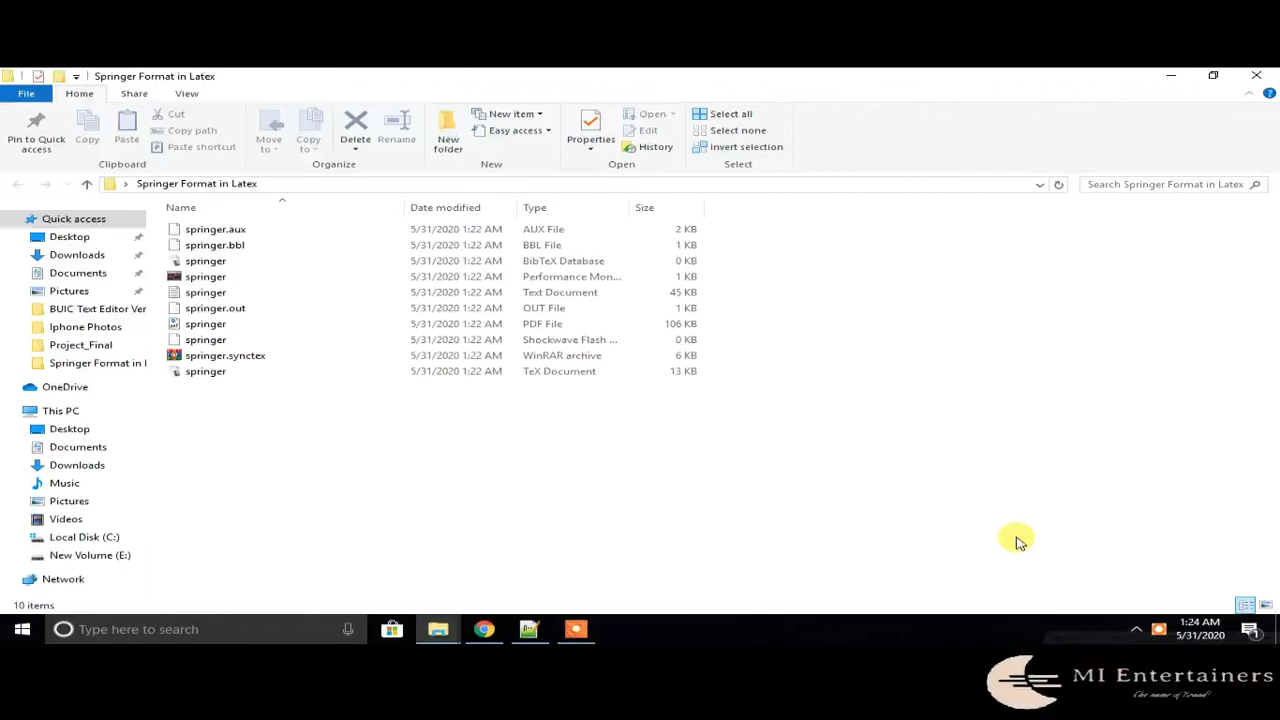 Springer Format in Latex
File Home Share View
Pin to Quick access
Copy
Paste
Cut
Copy path
Paste shortcut
Clipboard
Move to
Copy to
Delete
Rename
Organize
New folder
New item
Easy access
New
Properties
Open
Edit
History
Open
Select all
Select none
Invert selection
Select
Springer Format in Latex
Search Springer Format in Latex
Quick access
Desktop
Downloads
Documents
Pictures
BUIC Text Editor Ver
Iphone Photos
Project_Final
Springer Format in I
OneDrive
This PC
Desktop
Documents
Downloads
Music
Pictures
Videos
Local Disk (C:)
New Volume (E:)
Network
Name Date modified Type Size
springer.aux 5/31/2020 1:22 AM AUX File 2 KB
springer.bbl 5/31/2020 1:22 AM BBL File 1 KB
springer 5/31/2020 1:22 AM BibTeX Database 0 KB
springer 5/31/2020 1:22 AM Performance Mon... 1 KB
springer 5/31/2020 1:22 AM Text Document 45 KB
springer.out 5/31/2020 1:22 AM OUT File 1 KB
springer 5/31/2020 1:22 AM PDF File 106 KB
springer 5/31/2020 1:22 AM Shockwave Flash ... 0 KB
springer.synctex 5/31/2020 1:22 AM WinRAR archive 6 KB
springer 5/31/2020 1:22 AM TeX Document 13 KB
10 items
Type here to search
1:24 AM
5/31/2020
1
MI Entertainers